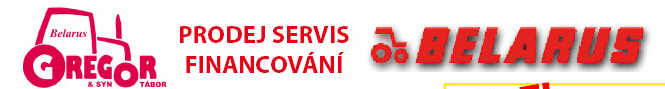 Belarus
GREGOR
& SYN TÁBOR
PRODEJ SERVIS
FINANCOVÁNÍ
BELARUS